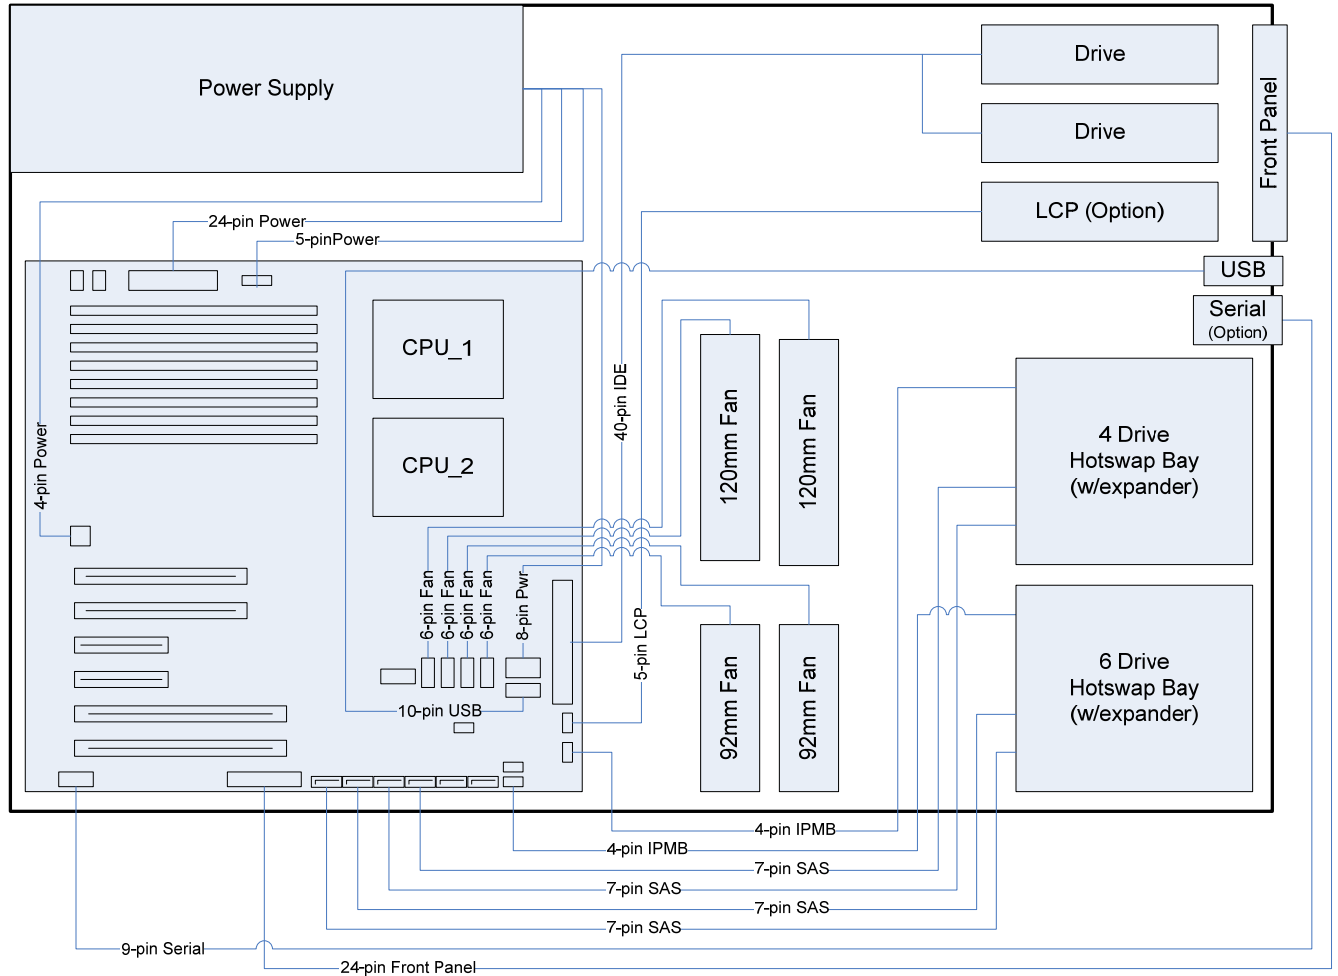 Power Supply
Drive
Drive
LCP (Option)
Front Panel
USB
Serial
(Option)
24-pin Power
5-pinPower
4-pin Power
CPU_1
CPU_2
40-pin IDE
120mm Fan
120mm Fan
4 Drive
Hotswap Bay
(w/expander)
6-pin Fan
6-pin Fan
6-pin Fan
6-pin Fan
8-pin Pwr
5-pin LCP
10-pin USB
92mm Fan
92mm Fan
6 Drive
Hotswap Bay
(w/expander)
4-pin IPMB
4-pin IPMB
7-pin SAS
7-pin SAS
7-pin SAS
7-pin SAS
9-pin Serial
24-pin Front Panel